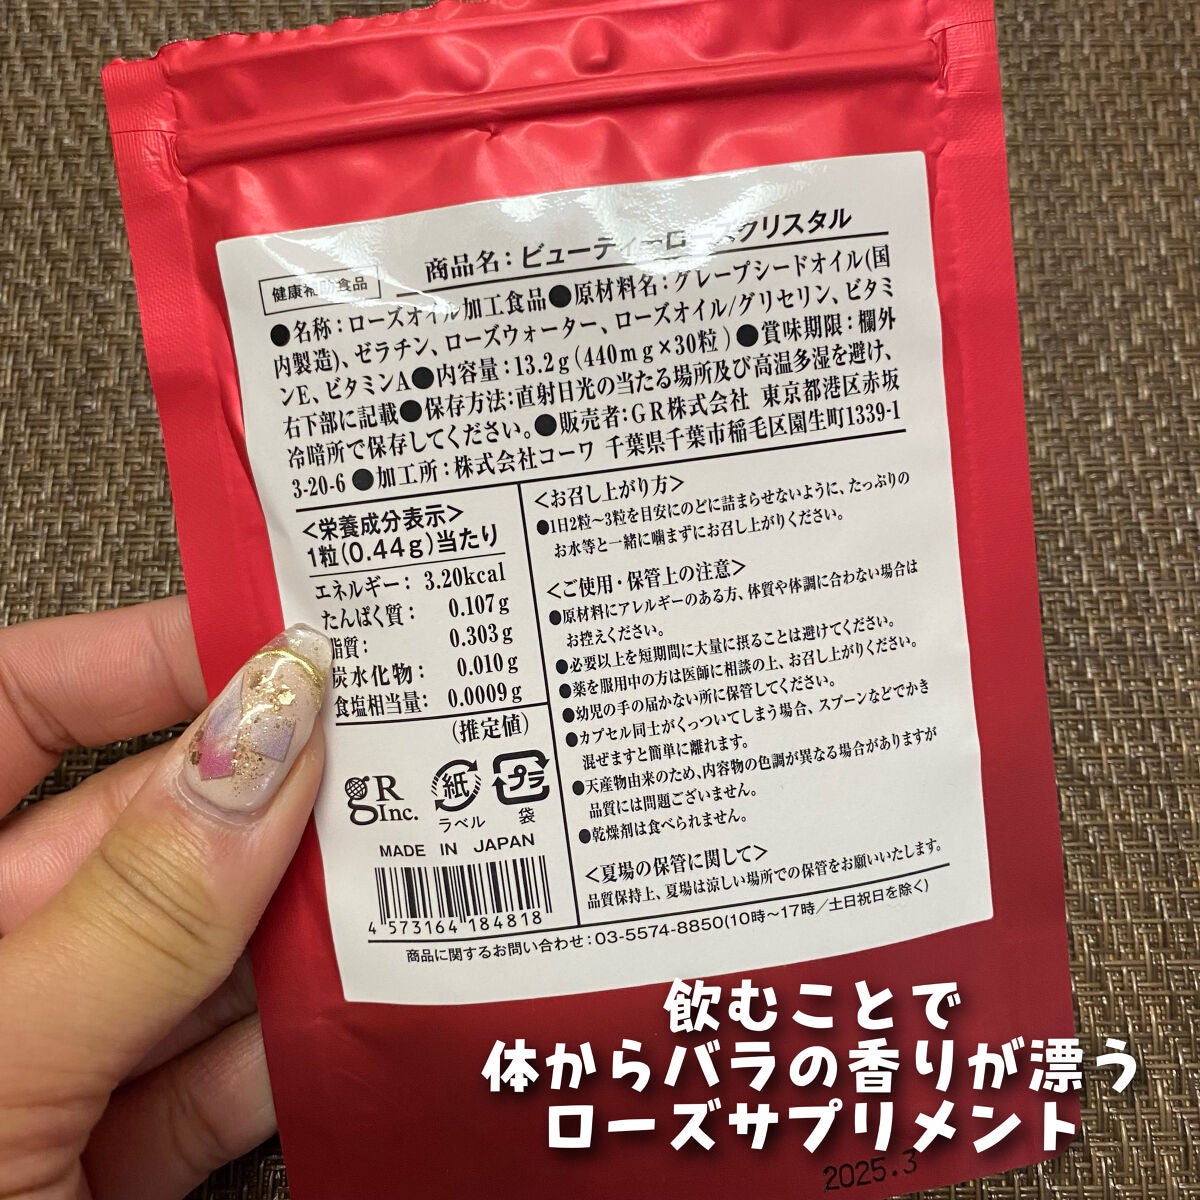 商品名：ビューティーローズクリスタル
健康補助食品
●名称：ローズオイル加工食品●原材料名：グレープシードオイル(国
内製造)、ゼラチン、ローズウォーター、ローズオイル/グリセリン、ビタミ
ンE、ビタミンA●内容量：13.2g(440mg×30粒)●賞味期限：欄外
右下部に記載●保存方法：直射日光の当たる場所及び高温多湿を避け、
冷暗所で保存してください。●販売者：GR株式会社 東京都港区赤坂
3-20-6 ●加工所：株式会社コーワ 千葉県千葉市稲毛区園生町1339-1
<栄養成分表示>
1粒(0.44g)当たり
エネルギー： 3.20kcal
たんぱく質： 0.107g
脂質： 0.303g
炭水化物： 0.010g
食塩相当量： 0.0009g
(推定値)
gR Inc.
紙
ラベル
プラ
袋
MADE IN JAPAN
4 573164 184818
<お召し上がり方>
●1日2粒～3粒を目安にのどに詰まらせないように、たっぷりの
お水等と一緒に噛まずにお召し上がりください。
<ご使用・保管上の注意>
●原材料にアレルギーのある方、体質や体調に合わない場合は
お控えください。
●必要以上を短期間に大量に摂ることは避けてください。
●薬を服用中の方は医師に相談の上、お召し上がりください。
●幼児の手の届かない所に保管してください。
●カプセル同士がくっついてしまう場合、スプーンなどでかき
混ぜますと簡単に離れます。
●天産物由来のため、内容物の色調が異なる場合がありますが
品質には問題ございません。
●乾燥剤は食べられません。
<夏場の保管に関して>
品質保持上、夏場は涼しい場所での保管をお願いいたします。
商品に関するお問い合わせ：03-5574-8850(10時～17時/土日祝日を除く)
飲むことで
体からバラの香りが漂う
ローズサプリメント
2025.3